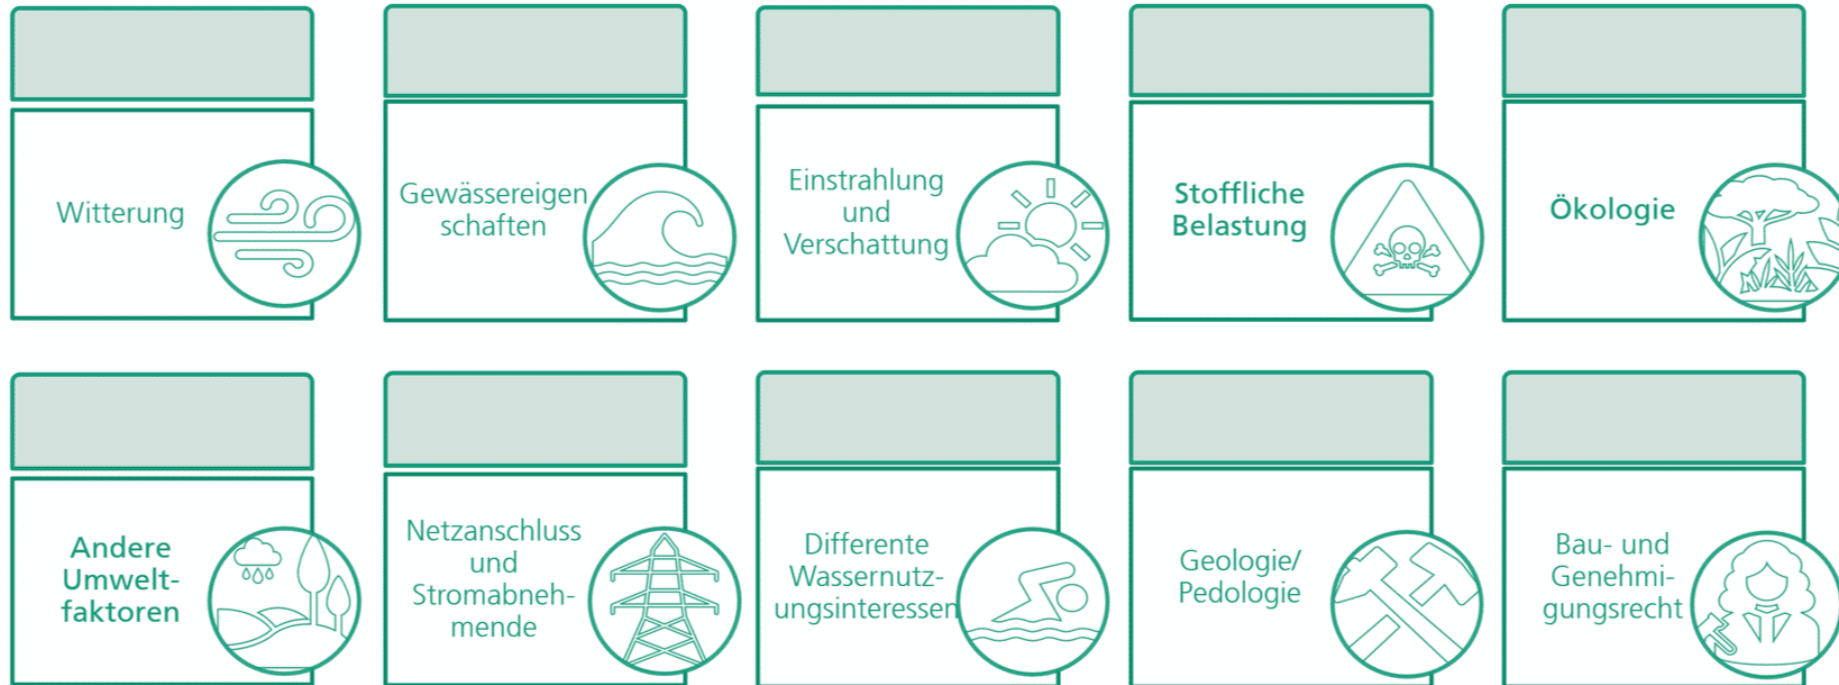 Witterung
Gewässereigen
schaften
Einstrahlung
und
Verschattung
Stoffliche
Belastung
Ökologie
Andere
Umwelt-
faktoren
Netzanschluss
und
Stromabneh-
mende
Differente
Wassernutz-
ungsinteressen
Geologie/
Pedologie
Bau- und
Genehmi-
gungsrecht